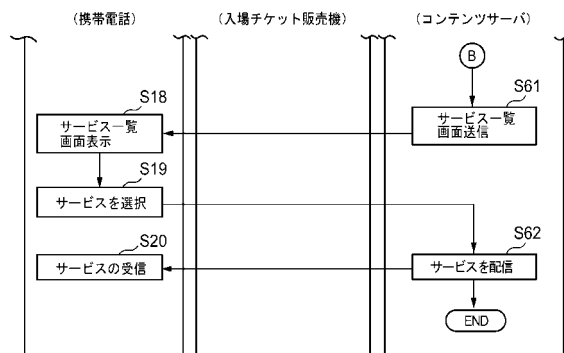 (携帯電話)
(入場チケット販売機)
(コンテンツサーバ)
B
S61
サービス一覧
画面送信
S18
サービス一覧
画面表示
S19
サービスを選択
S62
サービスを配信
S20
サービスの受信
END